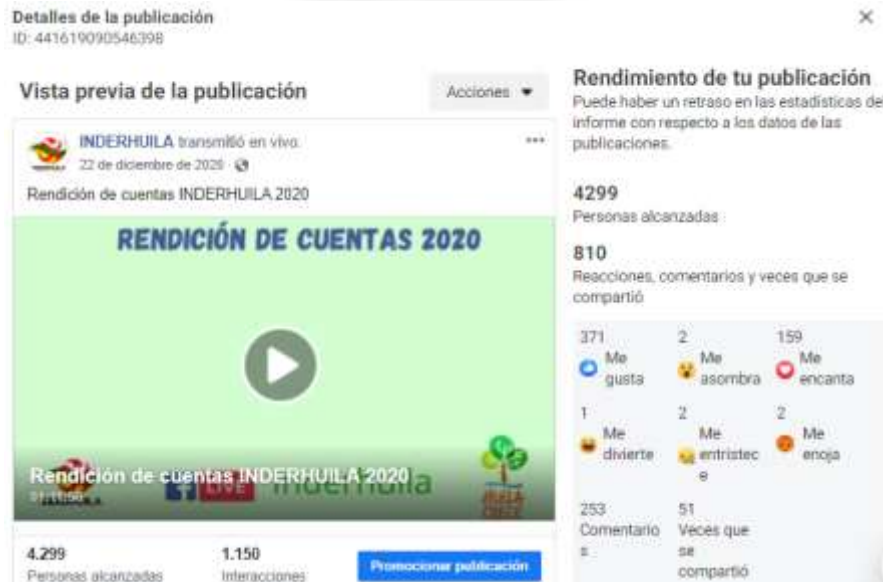 Detalles de la publicación
ID: 441619090546398
Vista previa de la publicación
Acciones
INDERHUILA transmitió en vivo.
22 de diciembre de 2020
Rendición de cuentas INDERHUILA 2020
RENDICIÓN DE CUENTAS 2020
Rendición de cuentas INDERHUILA 2020
LIVE inderhuila
4.299
Personas alcanzadas
1.150
Interacciones
Promocionar publicación
Rendimiento de tu publicación
Puede haber un retraso en las estadísticas del
informe con respecto a los datos de las
publicaciones.
4299
Personas alcanzadas
810
Reacciones, comentarios y veces que se
compartió
371
Me
gusta
2
Me
asombra
159
Me
encanta
1
Me
divierte
2
Me
entristec
e
2
Me
enoja
253
Comentario
s
51
Veces que
se
compartió